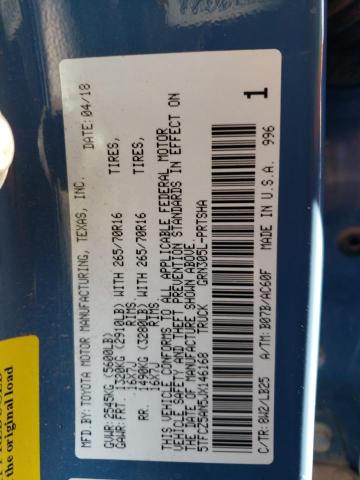 MFD.BY:TOYOTA MOTOR MANUFACTURING, TEXAS, INC. DATE: 04/18
GVWR: 2545KG (5600LB)
GAWR: FRT. 1320KG (2910LB) WITH 265/70R16 TIRES,
16X7J RIMS,
RR. 1490KG (3280LB) WITH 265/70R16 TIRES,
16X7J RIMS.
THIS VEHICLE CONFORMS TO ALL APPLICABLE FEDERAL MOTOR
VEHICLE SAFETY AND THEFT PREVENTION STANDARDS IN EFFECT ON
THE DATE OF MANUFACTURE SHOWN ABOVE.
5TFCZ5AN5JX146168 TRUCK GRN305L-PRTSHA
1
C/TR: 8W2/LB25 A/TM: B07B/AC60F MADE IN U.S.A. 996
the original load